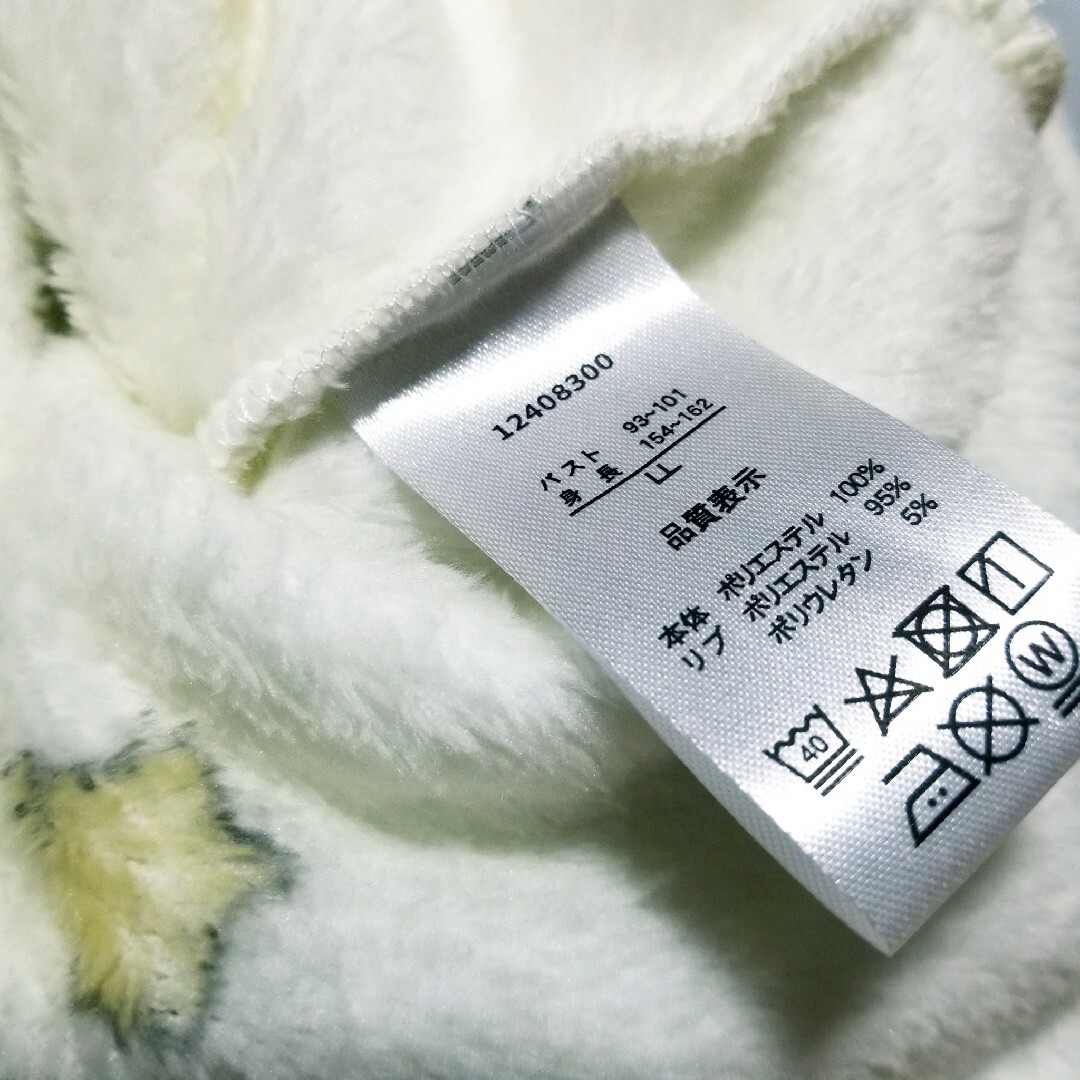 12408300
バスト 93~101
身長 154~162
LL
品質表示
本体 ポリエステル 100%
リブ ポリエステル 95%
ポリウレタン 5%
40
W